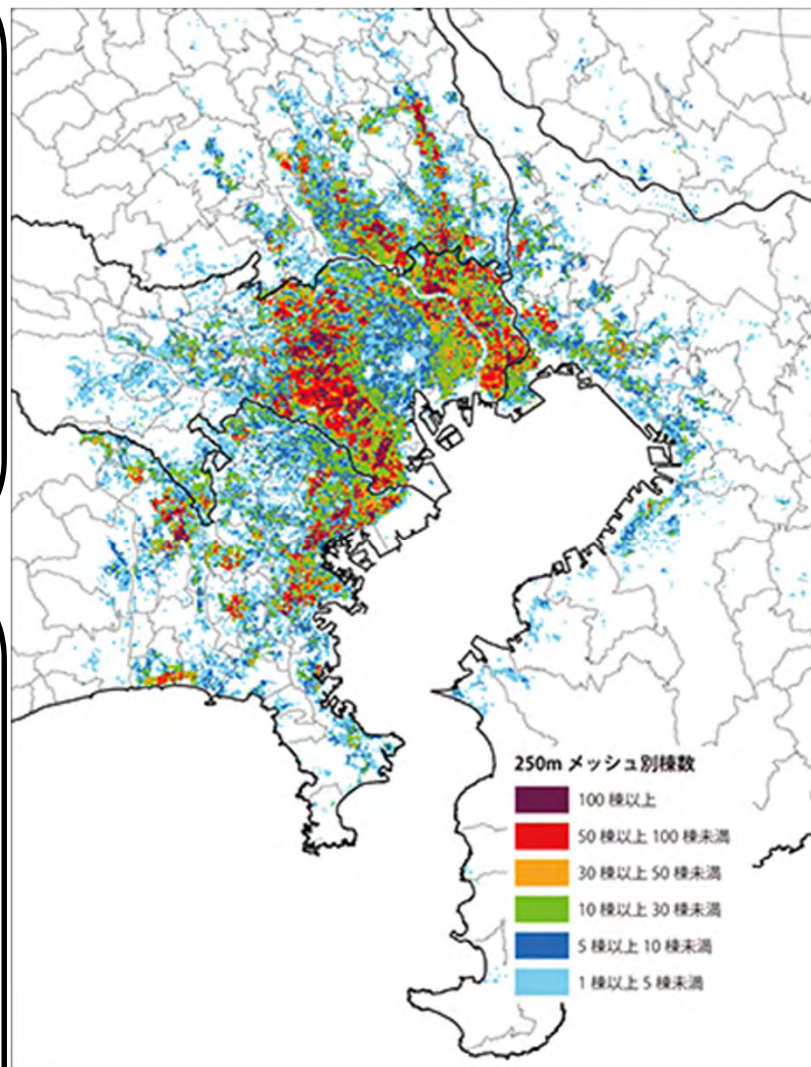 250m メッシュ別棟数
100 棟以上
50 棟以上 100 棟未満
30 棟以上 50 棟未満
10 棟以上 30 棟未満
5 棟以上 10 棟未満
1 棟以上 5 棟未満